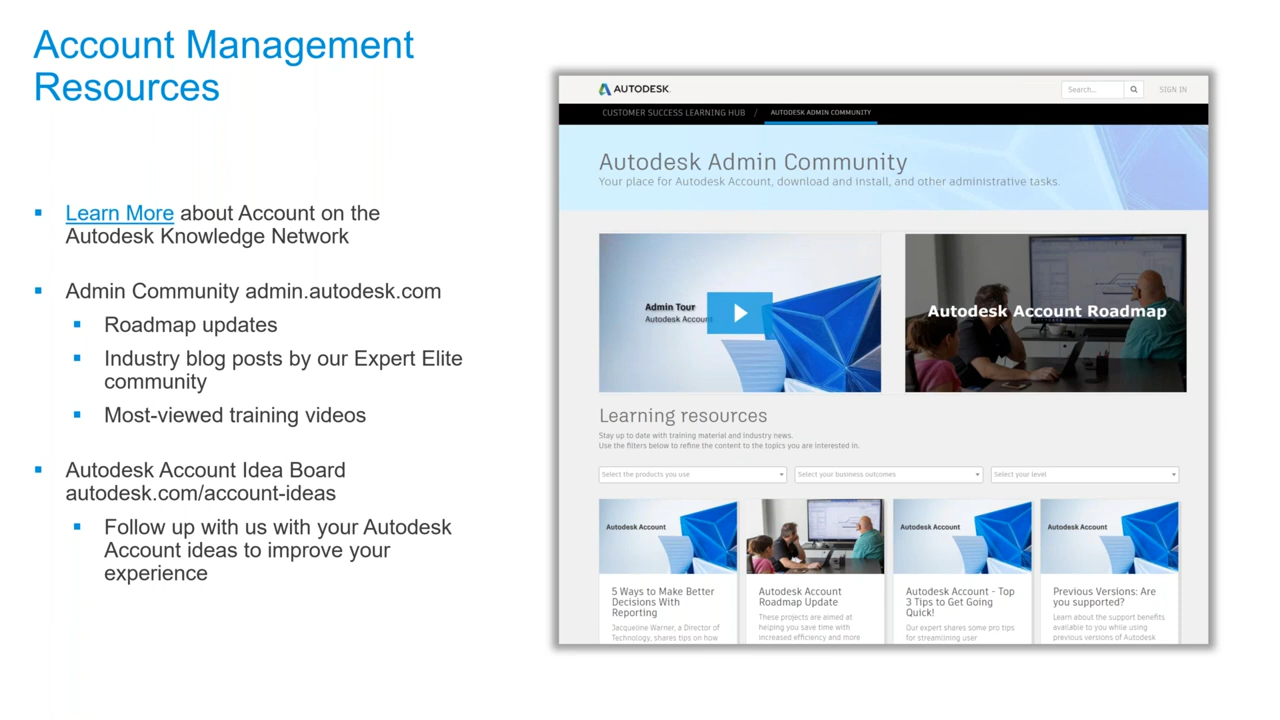 Account Management
Resources
Learn More about Account on the
Autodesk Knowledge Network
Admin Community admin.autodesk.com
Roadmap updates
Industry blog posts by our Expert Elite
community
Most-viewed training videos
Autodesk Account Idea Board
autodesk.com/account-ideas
Follow up with us with your Autodesk
Account ideas to improve your
experience
AUTODESK
Search...
SIGN IN
CUSTOMER SUCCESS LEARNING HUB / AUTODESK ADMIN COMMUNITY
Autodesk Admin Community
Your place for Autodesk Account, download and install, and other administrative tasks.
Admin Tour
Autodesk Account
Autodesk Account Roadmap
Learning resources
Stay up to date with training material and industry news.
Use the filters below to refine the content to the topics you are interested in.
Select the products you use
Select your business outcomes
Select your level
Autodesk Account
5 Ways to Make Better
Decisions With
Reporting
Jacqueline Warner, a Director of
Technology, shares tips on how
Autodesk Account
Roadmap Update
These projects are aimed at
helping you save time with
increased efficiency and more
Autodesk Account
Autodesk Account - Top
3 Tips to Get Going
Quick!
Our expert shares some pro tips
for streamlining user
Autodesk Account
Previous Versions: Are
you supported?
Learn about the support benefits
available to you while using
previous versions of Autodesk